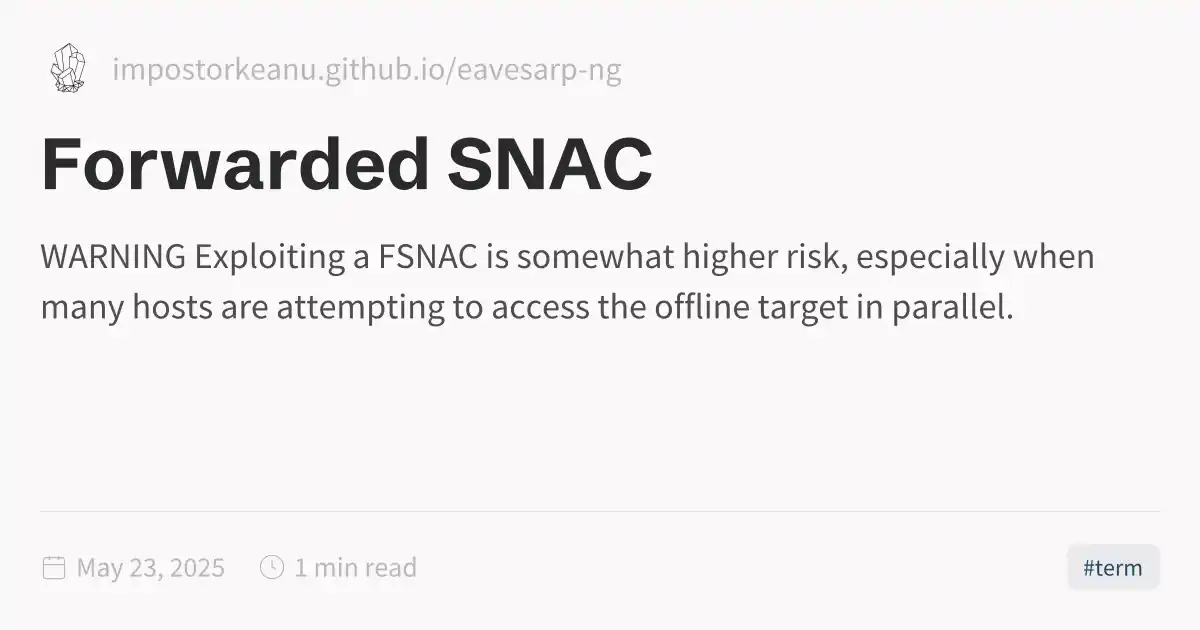 impostorkeanu.github.io/eavesarp-ng
Forwarded SNAC
WARNING Exploiting a FSNAC is somewhat higher risk, especially when
many hosts are attempting to access the offline target in parallel.
May 23, 2025 1 min read #term